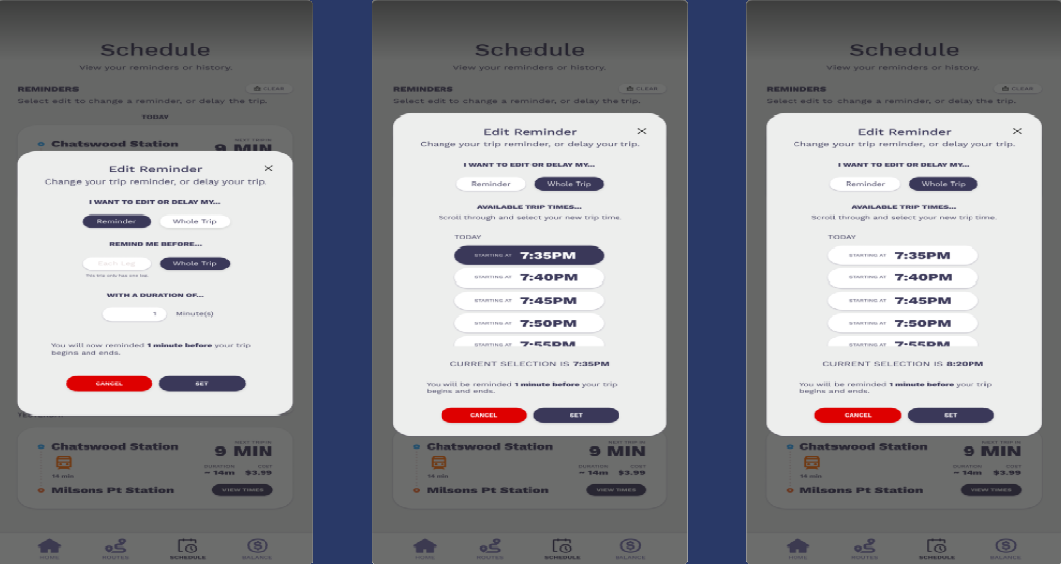 Schedule
View your reminders or history.
REMINDERS
CLEAR
Select edit to change a reminder, or delay the trip.
TODAY
Chatswood Station
NEXT TRIP IN
9 MIN
Edit Reminder
Change your trip reminder, or delay your trip.
I WANT TO EDIT OR DELAY MY...
Reminder
Whole Trip
REMIND ME BEFORE...
Each Leg
Whole Trip
This trip only has one leg.
WITH A DURATION OF...
1
Minute(s)
You will now reminded 1 minute before your trip
begins and ends.
CANCEL
SET
Chatswood Station
NEXT TRIP IN
9 MIN
14 min
DURATION
~ 14m
COST
$3.99
Milsons Pt Station
VIEW TIMES
HOME
ROUTES
SCHEDULE
BALANCE
Schedule
View your reminders or history.
REMINDERS
CLEAR
Select edit to change a reminder, or delay the trip.
Edit Reminder
Change your trip reminder, or delay your trip.
I WANT TO EDIT OR DELAY MY...
Reminder
Whole Trip
AVAILABLE TRIP TIMES...
Scroll through and select your new trip time.
TODAY
STARTING AT 7:35PM
STARTING AT 7:40PM
STARTING AT 7:45PM
STARTING AT 7:50PM
STARTING AT 7:55PM
CURRENT SELECTION IS 7:35PM
You will be reminded 1 minute before your trip
begins and ends.
CANCEL
SET
Chatswood Station
NEXT TRIP IN
9 MIN
14 min
DURATION
~ 14m
COST
$3.99
Milsons Pt Station
VIEW TIMES
HOME
ROUTES
SCHEDULE
BALANCE
Schedule
View your reminders or history.
REMINDERS
CLEAR
Select edit to change a reminder, or delay the trip.
Edit Reminder
Change your trip reminder, or delay your trip.
I WANT TO EDIT OR DELAY MY...
Reminder
Whole Trip
AVAILABLE TRIP TIMES...
Scroll through and select your new trip time.
TODAY
STARTING AT 7:35PM
STARTING AT 7:40PM
STARTING AT 7:45PM
STARTING AT 7:50PM
STARTING AT 7:55PM
CURRENT SELECTION IS 8:20PM
You will be reminded 1 minute before your trip
begins and ends.
CANCEL
SET
Chatswood Station
NEXT TRIP IN
9 MIN
14 min
DURATION
~ 14m
COST
$3.99
Milsons Pt Station
VIEW TIMES
HOME
ROUTES
SCHEDULE
BALANCE